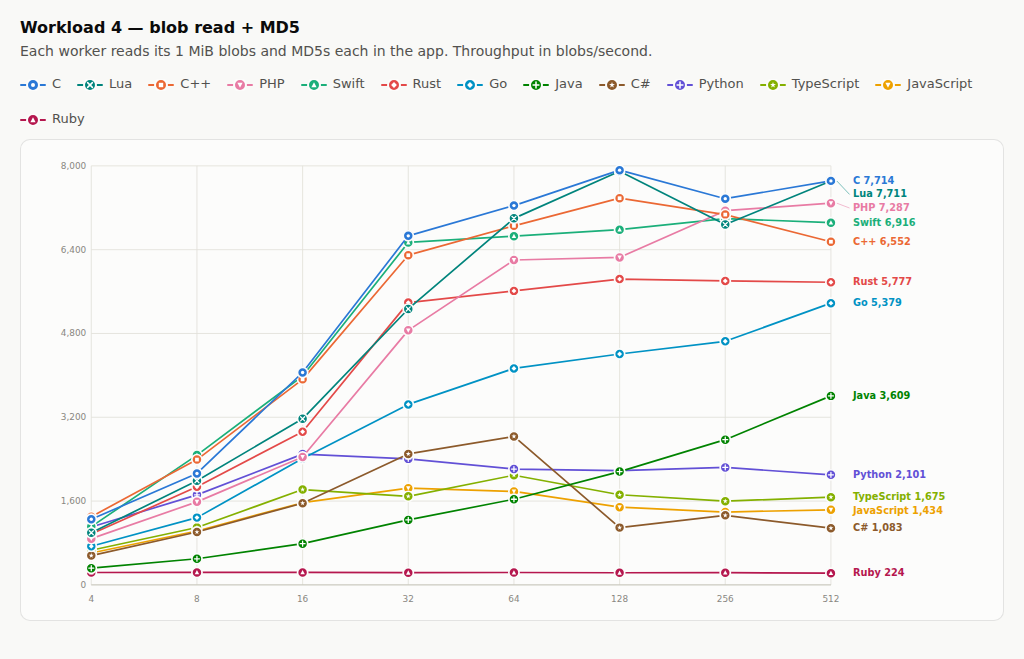 Workload 4 — blob read + MD5
Each worker reads its 1 MiB blobs and MD5s each in the app. Throughput in blobs/second.
C Lua C++ PHP Swift Rust Go Java C# Python TypeScript JavaScript
Ruby
8,000
6,400
4,800
3,200
1,600
0
4 8 16 32 64 128 256 512
C 7,714
Lua 7,711
PHP 7,287
Swift 6,916
C++ 6,552
Rust 5,777
Go 5,379
Java 3,609
Python 2,101
TypeScript 1,675
JavaScript 1,434
C# 1,083
Ruby 224